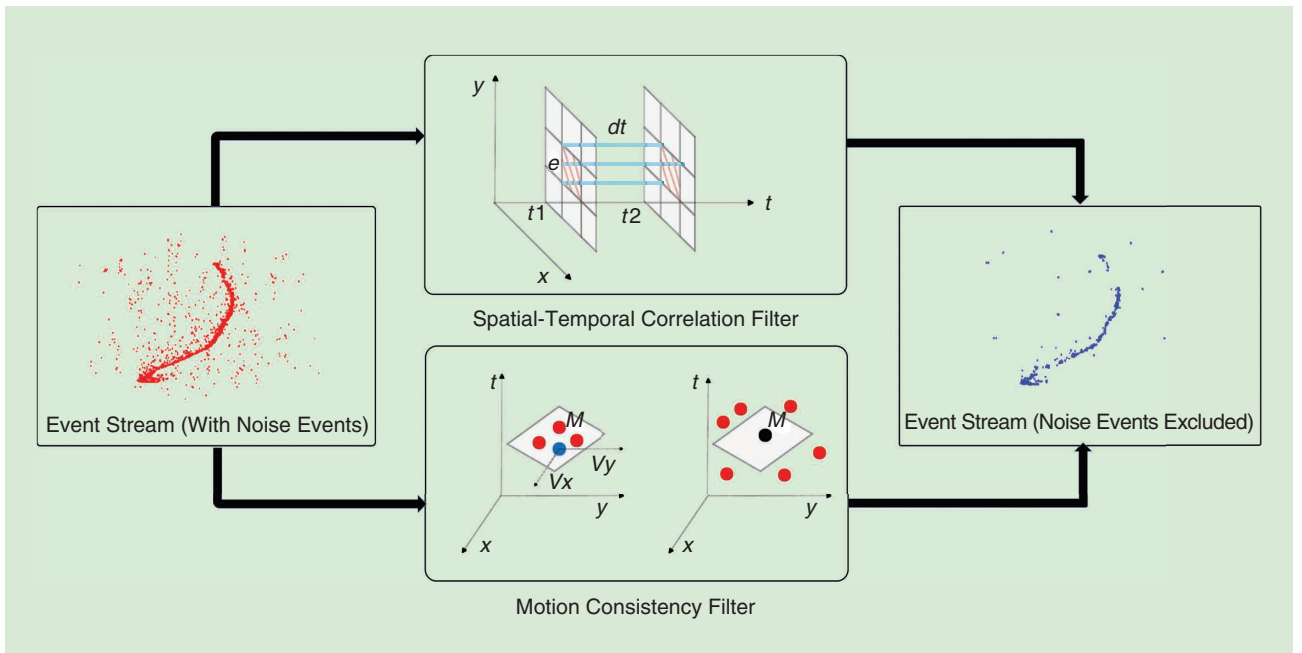 y
dt
e
t1
t2
t
x
Spatial-Temporal Correlation Filter
Event Stream (With Noise Events)
Event Stream (Noise Events Excluded)
t
M
Vy
Vx
y
x
t
M
y
x
Motion Consistency Filter